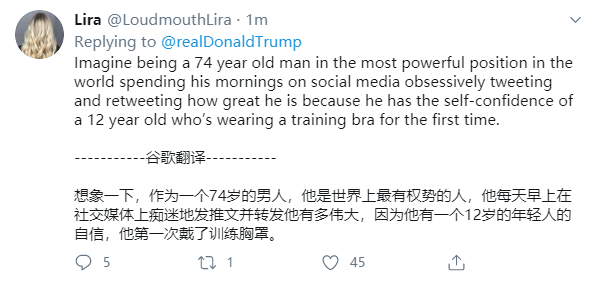 Lira @LoudmouthLira · 1m
Replying to @realDonaldTrump
Imagine being a 74 year old man in the most powerful position in the
world spending his mornings on social media obsessively tweeting
and retweeting how great he is because he has the self-confidence of
a 12 year old who’s wearing a training bra for the first time.
-----------谷歌翻译-----------
想象一下，作为一个74岁的男人，他是世界上最有权势的人，他每天早上在
社交媒体上痴迷地发推文并转发他有多伟大，因为他有一个12岁的年轻人的
自信，他第一次戴了训练胸罩。
5 1 45